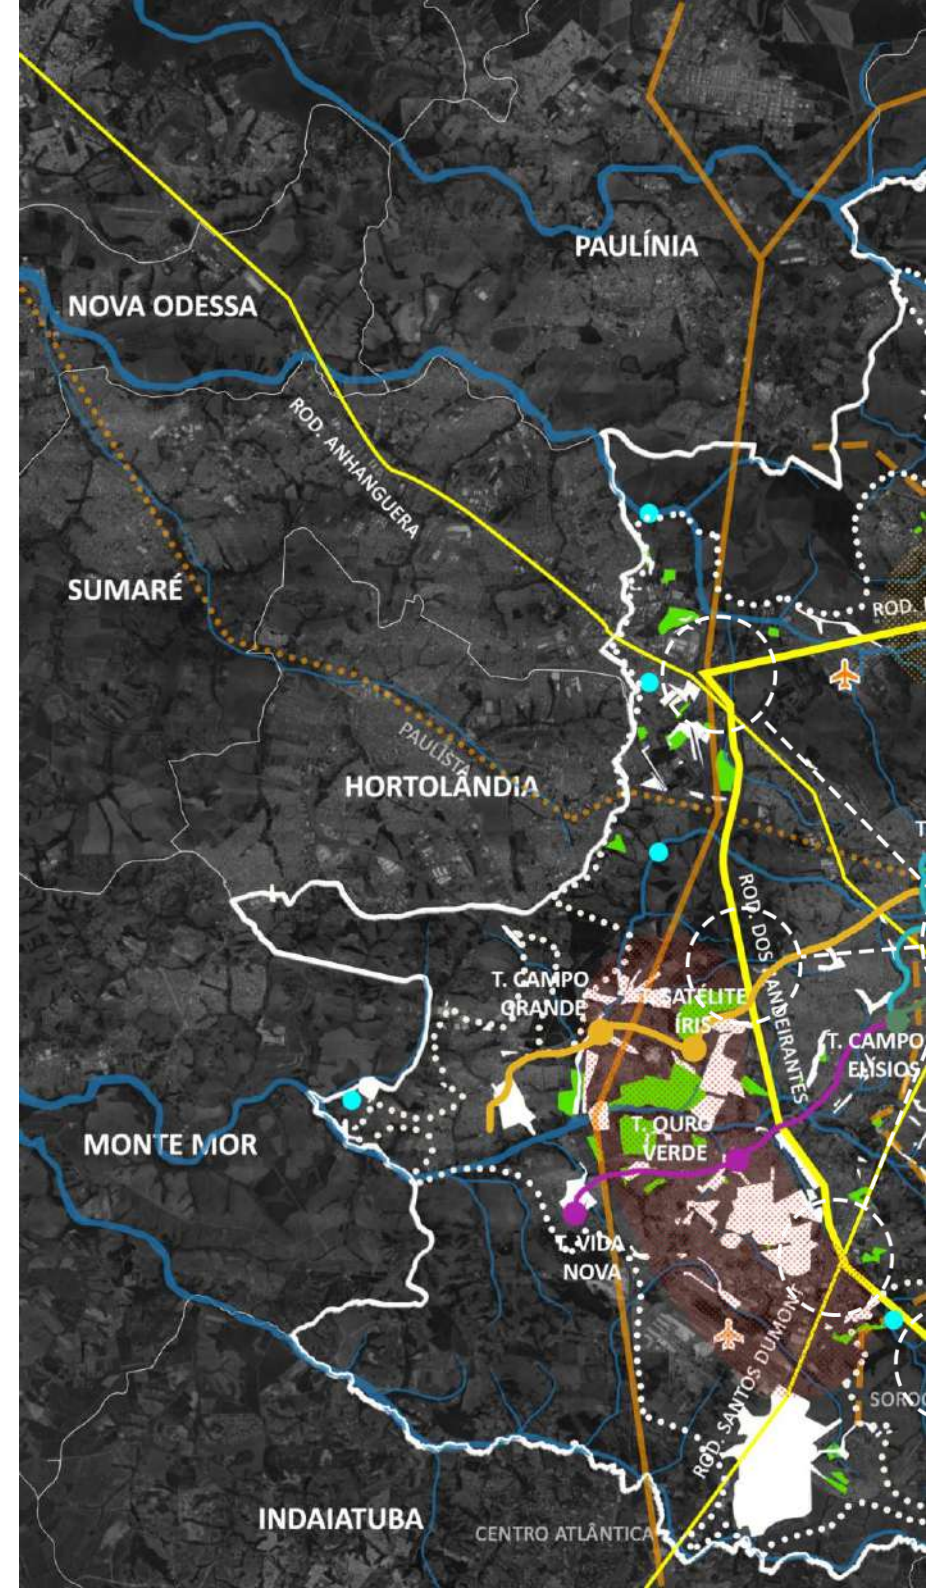 PAULÍNIA
NOVA ODESSA
ROD. ANHANGUERA
SUMARÉ
ROD.
PAULISTA
HORTOLÂNDIA
ROD. DOS BANDEIRANTES
T. CAMPO
GRANDE
T. SATÉLITE
ÍRIS
T. CAMPO
ELÍSIOS
MONTE MOR
T. OURO
VERDE
T. VIDA
NOVA
ROD. SANTOS DUMONT
SOROC
INDAIATUBA
CENTRO ATLÂNTICA